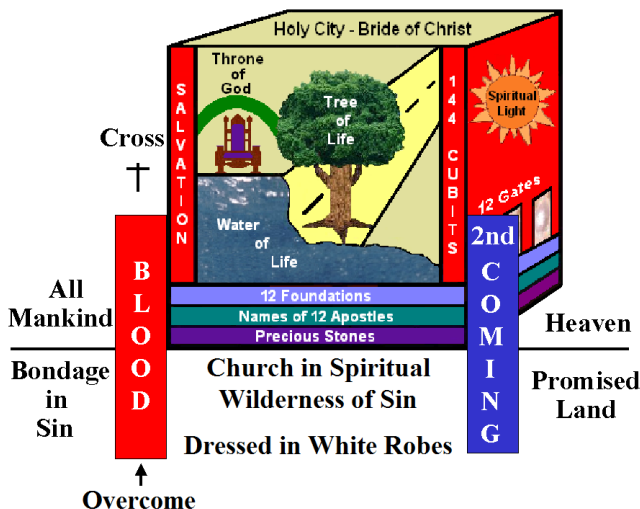 Holy City - Bride of Christ
Throne
of
God
SALVATION
Tree
of
Life
144 CUBITS
Spiritual
Light
Cross
Water
of
Life
12 Gates
BLOOD
2nd
COMING
All
Mankind
12 Foundations
Names of 12 Apostles
Precious Stones
Heaven
Bondage
in
Sin
Church in Spiritual
Wilderness of Sin
Promised
Land
Dressed in White Robes
Overcome